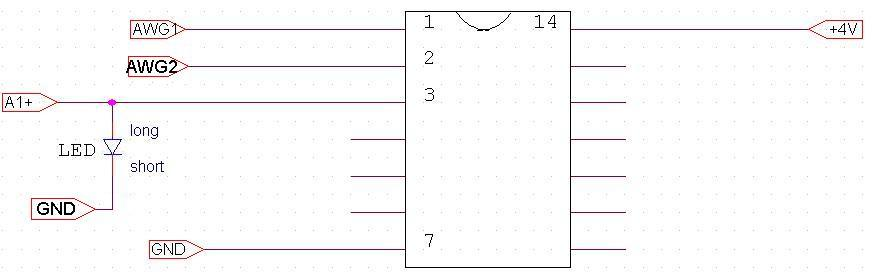 AWG1
1
14
+4V
AWG2
2
A1+
3
long
LED
short
GND
GND
7